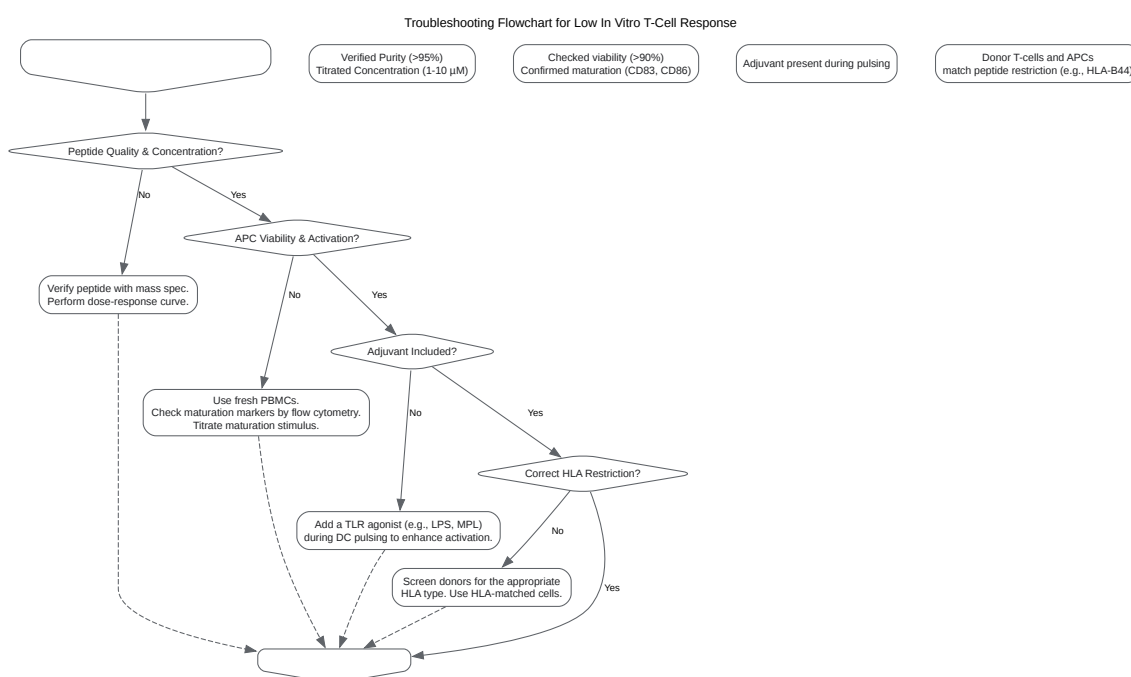 Troubleshooting Flowchart for Low In Vitro T-Cell Response
Verified Purity (>95%)
Titrated Concentration (1-10 µM)
Checked viability (>90%)
Confirmed maturation (CD83, CD86)
Adjuvant present during pulsing
Donor T-cells and APCs
match peptide restriction (e.g., HLA-B44)
Peptide Quality & Concentration?
No
Yes
APC Viability & Activation?
Verify peptide with mass spec.
Perform dose-response curve.
No
Yes
Adjuvant Included?
Use fresh PBMCs.
Check maturation markers by flow cytometry.
Titrate maturation stimulus.
No
Yes
Correct HLA Restriction?
Add a TLR agonist (e.g., LPS, MPL)
during DC pulsing to enhance activation.
No
Screen donors for the appropriate
HLA type. Use HLA-matched cells.
Yes